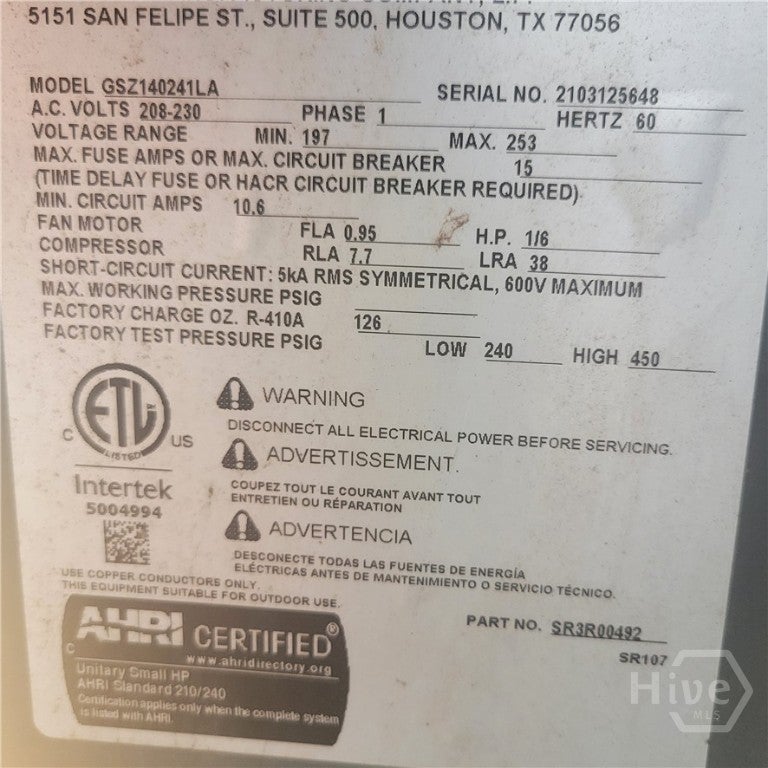 5151 SAN FELIPE ST., SUITE 500, HOUSTON, TX 77056
MODEL GSZ140241LA SERIAL NO. 2103125648
A.C. VOLTS 208-230 PHASE 1 HERTZ 60
VOLTAGE RANGE MIN. 197 MAX. 253
MAX. FUSE AMPS OR MAX. CIRCUIT BREAKER 15
(TIME DELAY FUSE OR HACR CIRCUIT BREAKER REQUIRED)
MIN. CIRCUIT AMPS 10.6
FAN MOTOR FLA 0.95 H.P. 1/6
COMPRESSOR RLA 7.7 LRA 38
SHORT-CIRCUIT CURRENT: 5kA RMS SYMMETRICAL, 600V MAXIMUM
MAX. WORKING PRESSURE PSIG
FACTORY CHARGE OZ. R-410A 126
FACTORY TEST PRESSURE PSIG LOW 240 HIGH 450
ETL
C US
LISTED
Intertek
5004994
WARNING
DISCONNECT ALL ELECTRICAL POWER BEFORE SERVICING.
ADVERTISSEMENT.
COUPEZ TOUT LE COURANT AVANT TOUT
ENTRETIEN OU RÉPARATION
ADVERTENCIA
DESCONECTE TODAS LAS FUENTES DE ENERGÍA
ELÉCTRICAS ANTES DE MANTENIMIENTO O SERVICIO TÉCNICO.
USE COPPER CONDUCTORS ONLY.
THIS EQUIPMENT SUITABLE FOR OUTDOOR USE.
AHRI CERTIFIED®
C
www.ahridirectory.org
Unitary Small HP
AHRI Standard 210/240
Certification applies only when the complete system
is listed with AHRI.
PART NO. SR3R00492
SR107
Hive
MLS